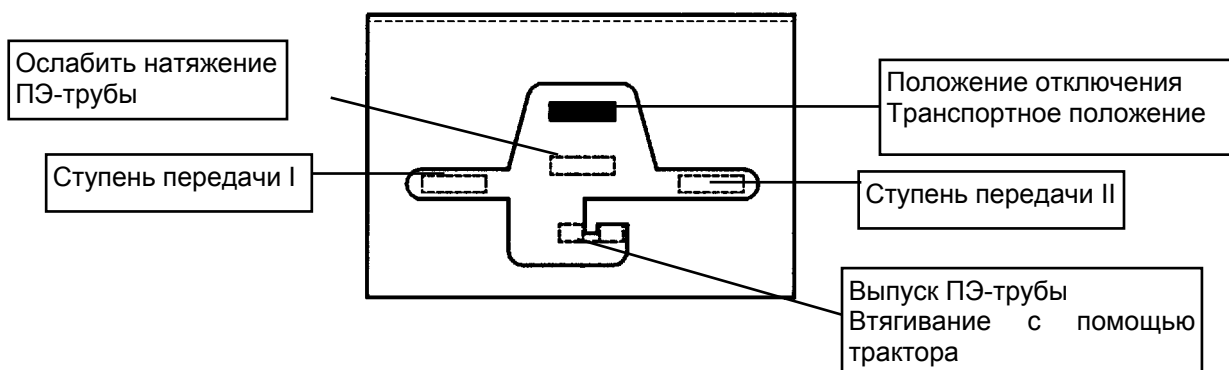 Ослабить натяжение
ПЭ-трубы
Положение отключения
Транспортное положение
Ступень передачи I
Ступень передачи II
Выпуск ПЭ-трубы
Втягивание с помощью
трактора